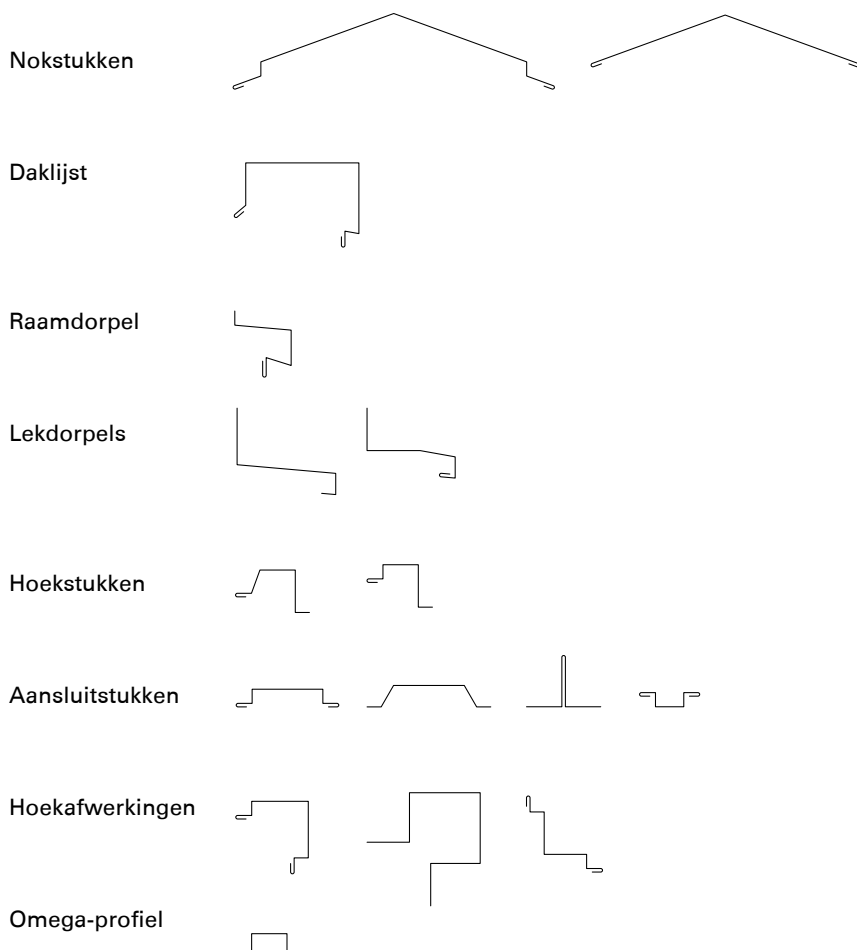 Nokstukken
Daklijst
Raamdorpel
Lekdorpels
Hoekstukken
Aansluitstukken
Hoekafwerkingen
Omega-profiel